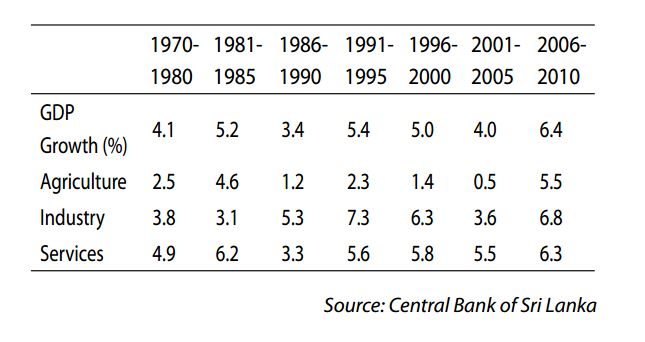 1970- 1981- 1986- 1991- 1996- 2001- 2006-
1980 1985 1990 1995 2000 2005 2010
GDP
Growth (%) 4.1 5.2 3.4 5.4 5.0 4.0 6.4
Agriculture 2.5 4.6 1.2 2.3 1.4 0.5 5.5
Industry 3.8 3.1 5.3 7.3 6.3 3.6 6.8
Services 4.9 6.2 3.3 5.6 5.8 5.5 6.3
Source: Central Bank of Sri Lanka